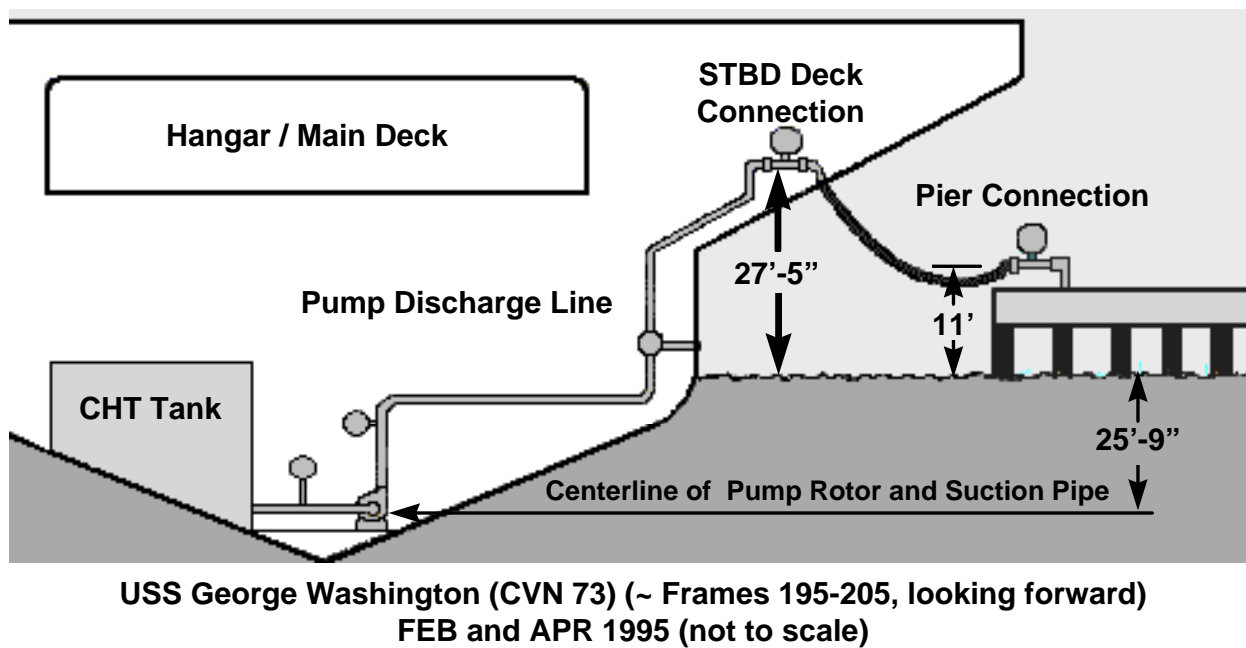 STBD Deck
Connection
Hangar / Main Deck
Pier Connection
27’-5”
Pump Discharge Line
11’
CHT Tank
25’-9”
Centerline of Pump Rotor and Suction Pipe
USS George Washington (CVN 73) (~ Frames 195-205, looking forward)
FEB and APR 1995 (not to scale)